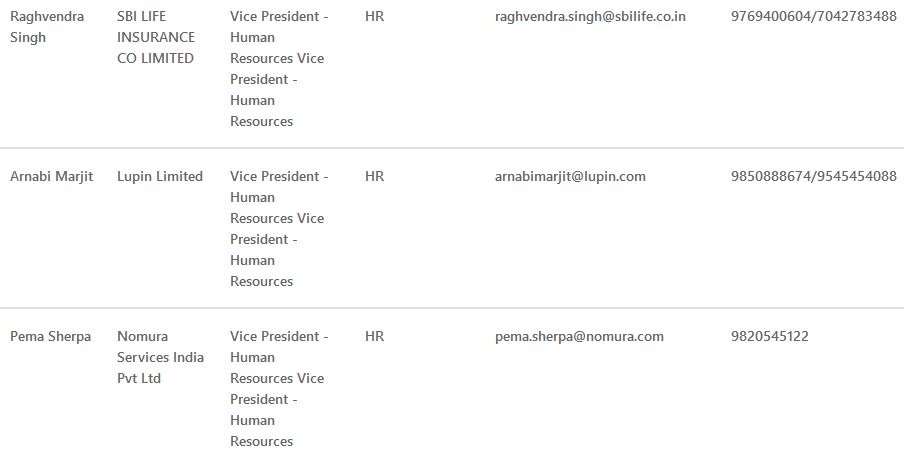 Raghvendra Singh
SBI LIFE INSURANCE CO LIMITED
Vice President - Human Resources Vice President - Human Resources
HR
raghvendra.singh@sbilife.co.in
9769400604/7042783488
Arnabi Marjit
Lupin Limited
Vice President - Human Resources Vice President - Human Resources
HR
arnabimarjit@lupin.com
9850888674/9545454088
Pema Sherpa
Nomura Services India Pvt Ltd
Vice President - Human Resources Vice President - Human Resources
HR
pema.sherpa@nomura.com
9820545122